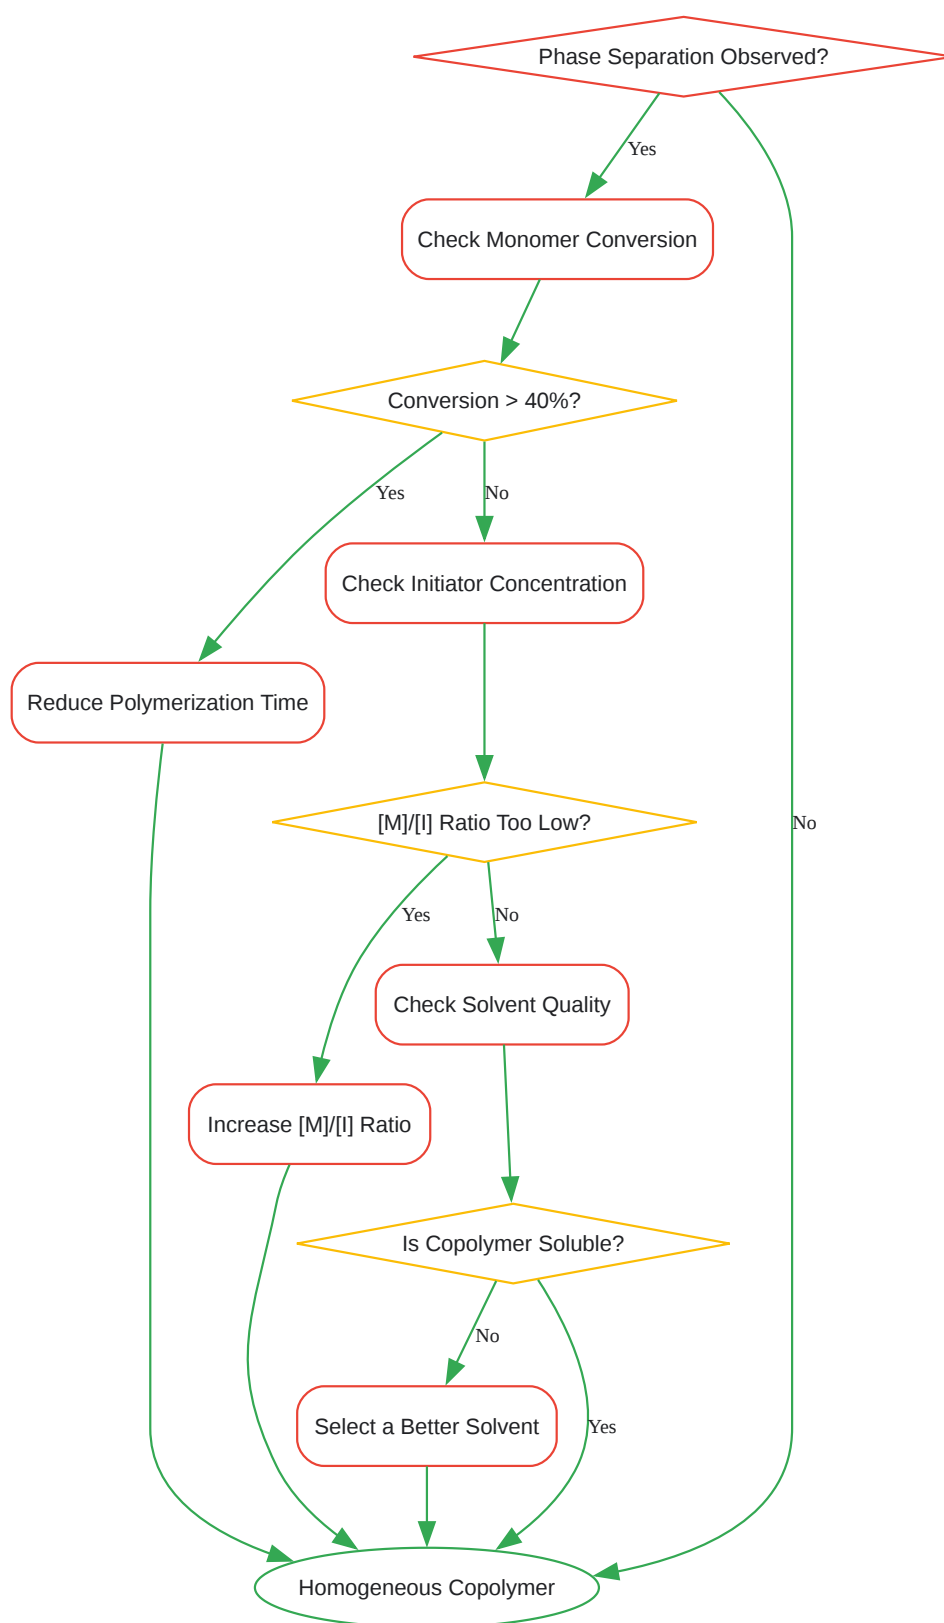 Phase Separation Observed?
Yes
Check Monomer Conversion
Conversion > 40%?
Yes
No
Check Initiator Concentration
Reduce Polymerization Time
[M]/[I] Ratio Too Low?
No
Yes
No
Check Solvent Quality
Increase [M]/[I] Ratio
Is Copolymer Soluble?
No
Select a Better Solvent
Yes
Homogeneous Copolymer